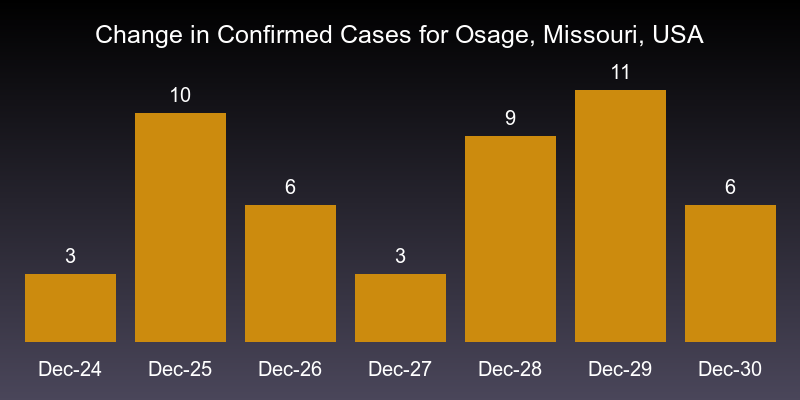 Change in Confirmed Cases for Osage, Missouri, USA
3
10
6
3
9
11
6
Dec-24
Dec-25
Dec-26
Dec-27
Dec-28
Dec-29
Dec-30